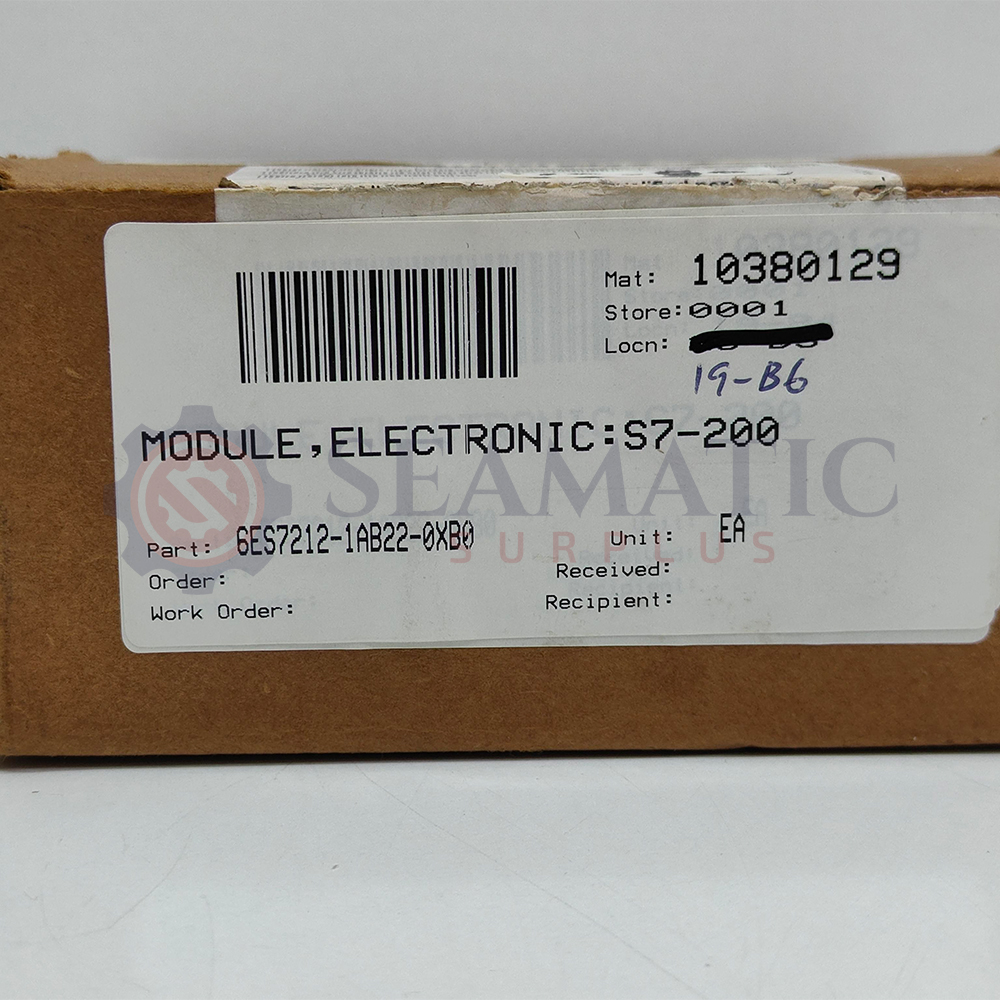 Mat: 10380129
Store: 0001
Locn:
19-B6
MODULE,ELECTRONIC:S7-200
SEAMATIC
SURPLUS
Part: 6ES7212-1AB22-0XB0
Unit: EA
Order:
Received:
Work Order:
Recipient: